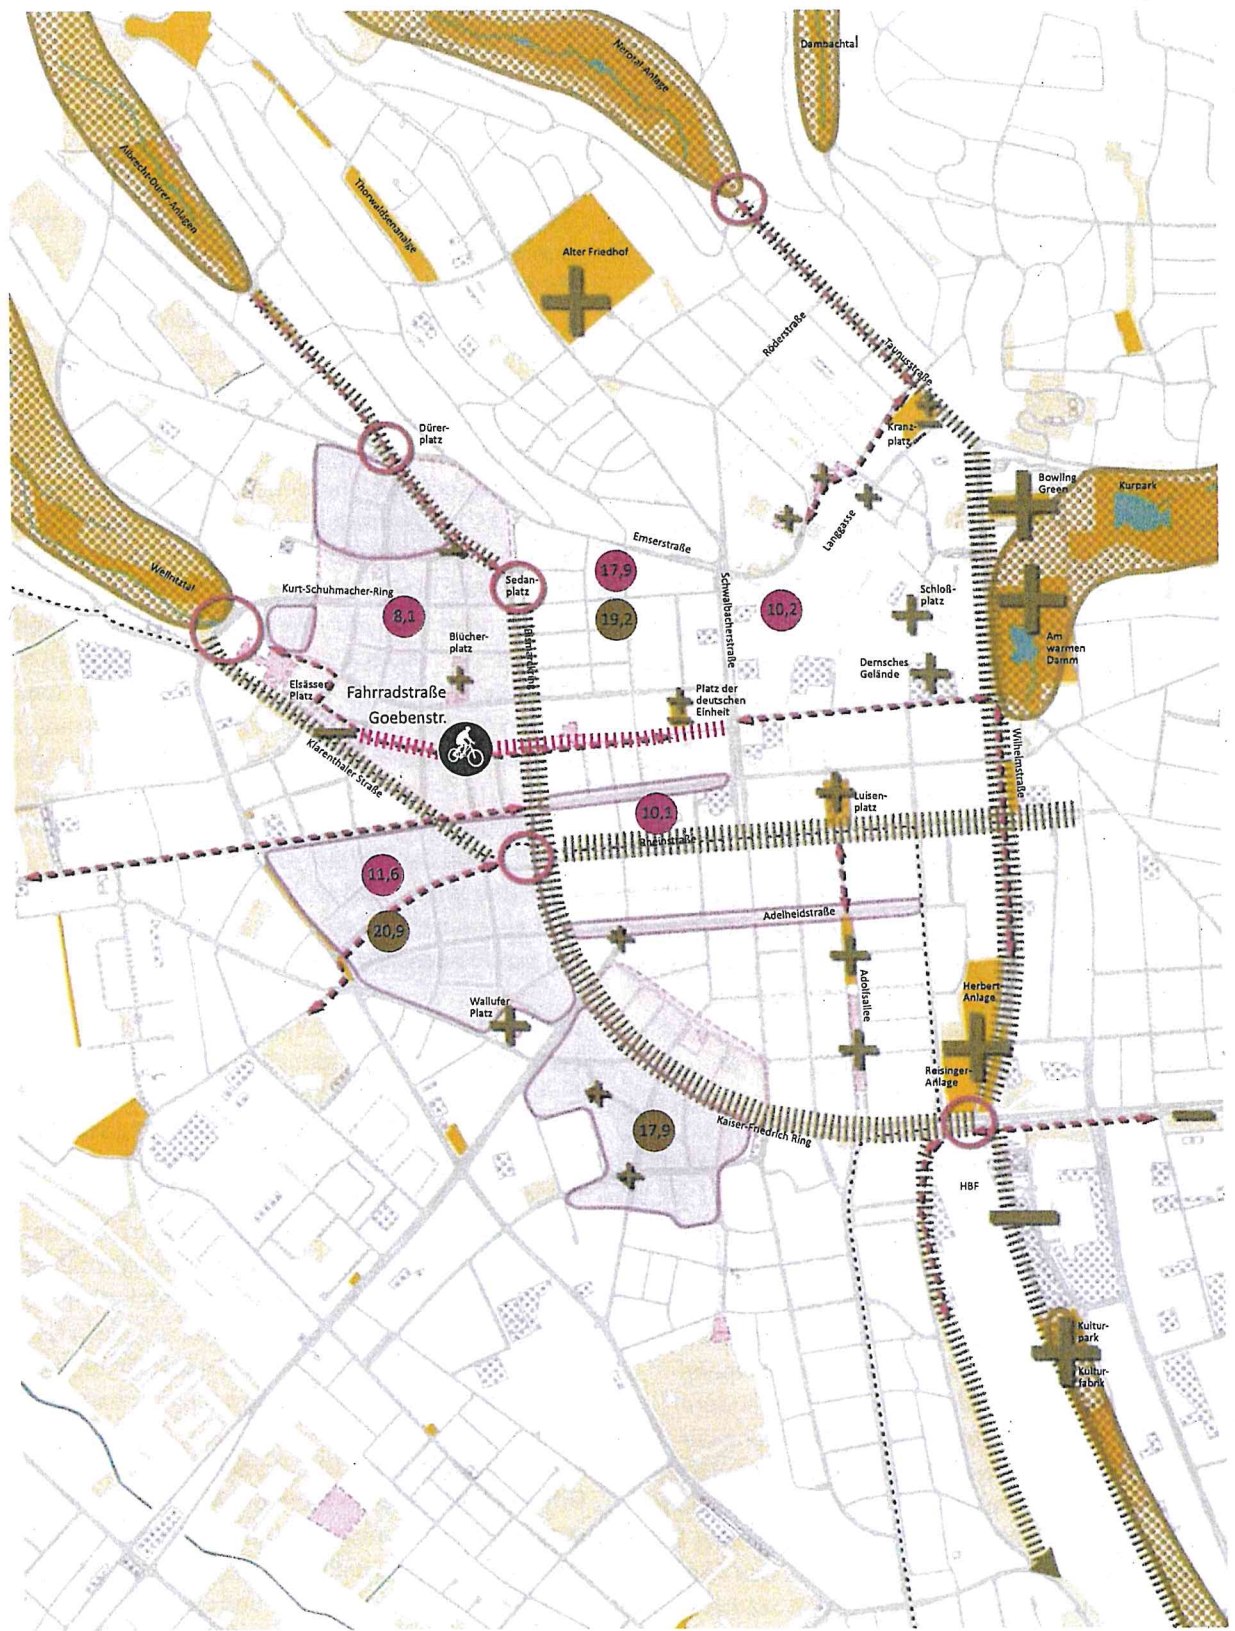 Dambachtal
Nerotal Anlage
Albrecht-Dürer-Anlagen
Thorwaldsenanalge
Alter Friedhof
Röderstraße
Taunusstraße
Kranz-
platz
Dürer-
platz
Bowling
Green
Kurpark
Langgasse
Emserstraße
Wellritztal
Sedan-
platz
Kurt-Schuhmacher-Ring
17,9
8,1
19,2
10,2
Schwalbacherstraße
Schloß-
platz
Bismarckring
Blücher-
platz
Am
warmen
Damm
Dernsches
Gelände
Elsässer
Platz
Fahrradstraße
Goebenstr.
Platz der
deutschen
Einheit
Klarenthaler Straße
Wilhelmstraße
Luisen-
platz
10,1
Rheinstraße
11,6
20,9
Adelheidstraße
Adolfsallee
Wallufer
Platz
Herbert-
Anlage
Reisinger-
Anlage
17,9
Kaiser-Friedrich Ring
HBF
Kultur-
park
Kultur-
fabrik